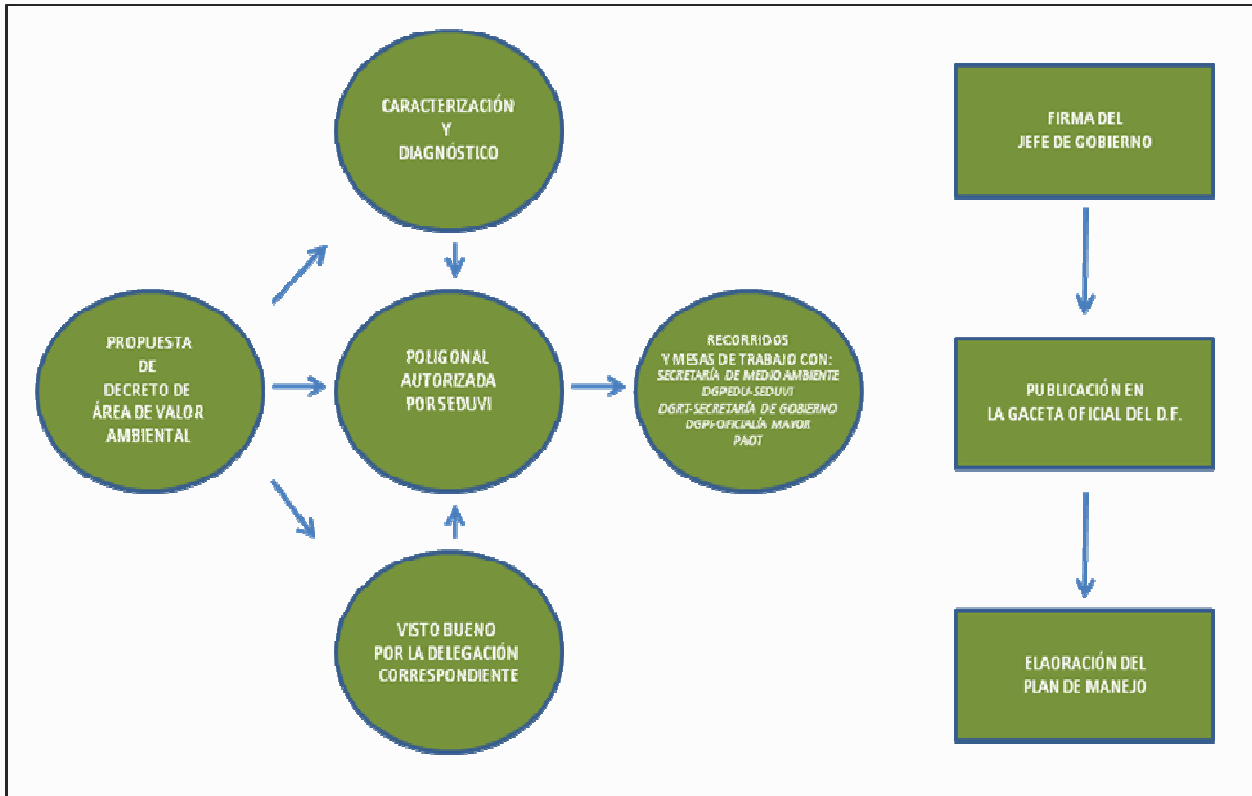 CARACTERIZACIÓN
Y
DIAGNÓSTICO
FIRMA DEL
JEFE DE GOBIERNO
PROPUESTA
DE
DECRETO DE
ÁREA DE VALOR
AMBIENTAL
POLIGONAL
AUTORIZADA
POR SEDUVI
RECORRIDOS
Y MESAS DE TRABAJO CON:
SECRETARÍA DE MEDIO AMBIENTE
DGPEDU-SEDUVI
DGRT-SECRETARÍA DE GOBIERNO
DGPI-OFICIALÍA MAYOR
PAOT
PUBLICACIÓN EN
LA GACETA OFICIAL DEL D.F.
VISTO BUENO
POR LA DELEGACIÓN
CORRESPONDIENTE
ELAORACIÓN DEL
PLAN DE MANEJO